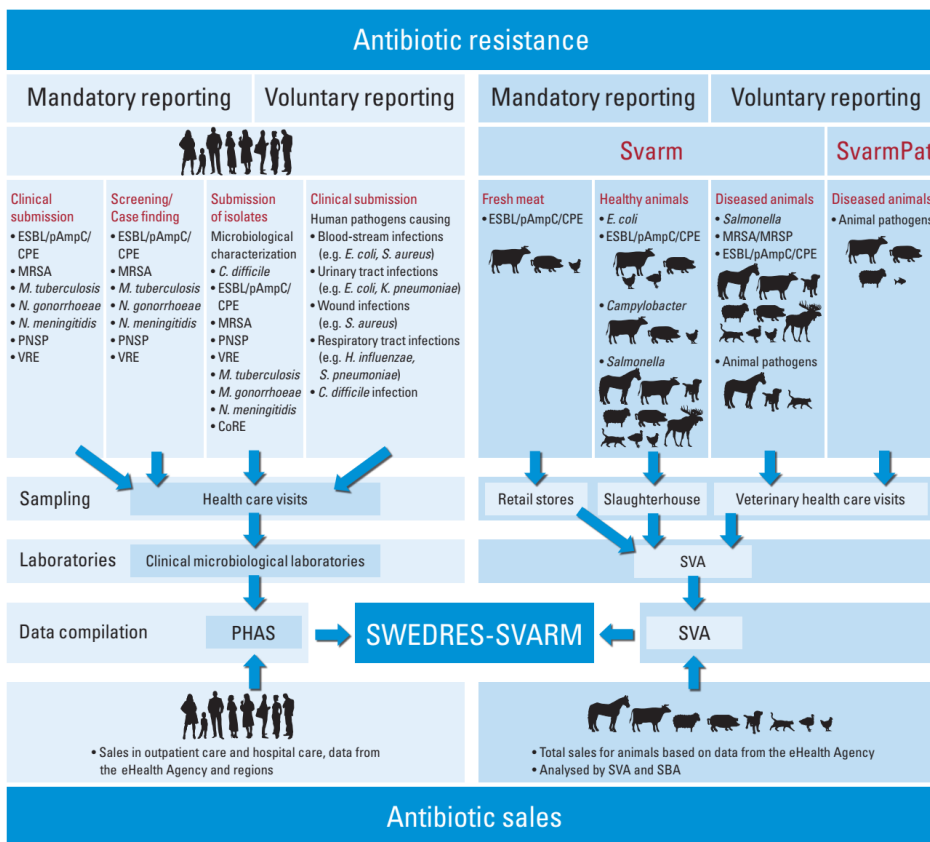 Antibiotic resistance
Mandatory reporting
Voluntary reporting
Mandatory reporting
Voluntary reporting
Svarm
SvarmPat
Clinical
submission
• ESBL/pAmpC/
CPE
• MRSA
• M. tuberculosis
• N. gonorrhoeae
• N. meningitidis
• PNSP
• VRE
Screening/
Case finding
• ESBL/pAmpC/
CPE
• MRSA
• M. tuberculosis
• N. gonorrhoeae
• N. meningitidis
• PNSP
• VRE
Submission
of isolates
Microbiological
characterization
• C. difficile
• ESBL/pAmpC/
CPE
• MRSA
• PNSP
• VRE
• M. tuberculosis
• M. gonorrhoeae
• N. meningitidis
• CoRE
Clinical submission
Human pathogens causing
• Blood-stream infections
(e.g. E. coli, S. aureus)
• Urinary tract infections
(e.g. E. coli, K. pneumoniae)
• Wound infections
(e.g. S. aureus)
• Respiratory tract infections
(e.g. H. influenzae,
S. pneumoniae)
• C. difficile infection
Fresh meat
• ESBL/pAmpC/CPE
Healthy animals
• E. coli
• ESBL/pAmpC/CPE
• Campylobacter
• Salmonella
Diseased animals
• Salmonella
• MRSA/MRSP
• ESBL/pAmpC/CPE
• Animal pathogens
Diseased animals
• Animal pathogens
Sampling
Health care visits
Retail stores
Slaughterhouse
Veterinary health care visits
Laboratories
Clinical microbiological laboratories
SVA
Data compilation
PHAS
SWEDRES-SVARM
SVA
• Sales in outpatient care and hospital care, data from
the eHealth Agency and regions
• Total sales for animals based on data from the eHealth Agency
• Analysed by SVA and SBA
Antibiotic sales